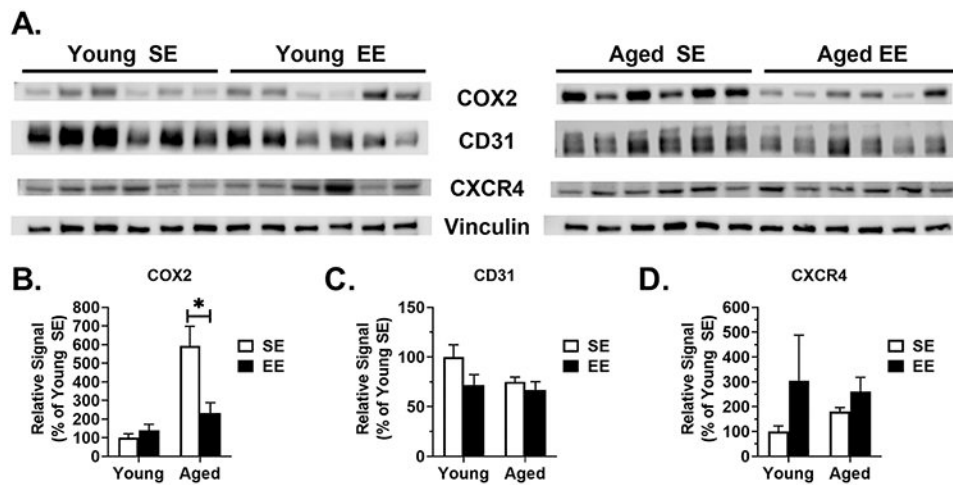 A.
Young SE Young EE Aged SE Aged EE
COX2
CD31
CXCR4
Vinculin
B. COX2
Relative Signal
(% of Young SE)
800
700
600
500
400
300
200
100
0
*
Young Aged
SE
EE
C. CD31
Relative Signal
(% of Young SE)
150
100
75
50
25
0
Young Aged
SE
EE
D. CXCR4
Relative Signal
(% of Young SE)
600
500
400
300
200
100
0
Young Aged
SE
EE